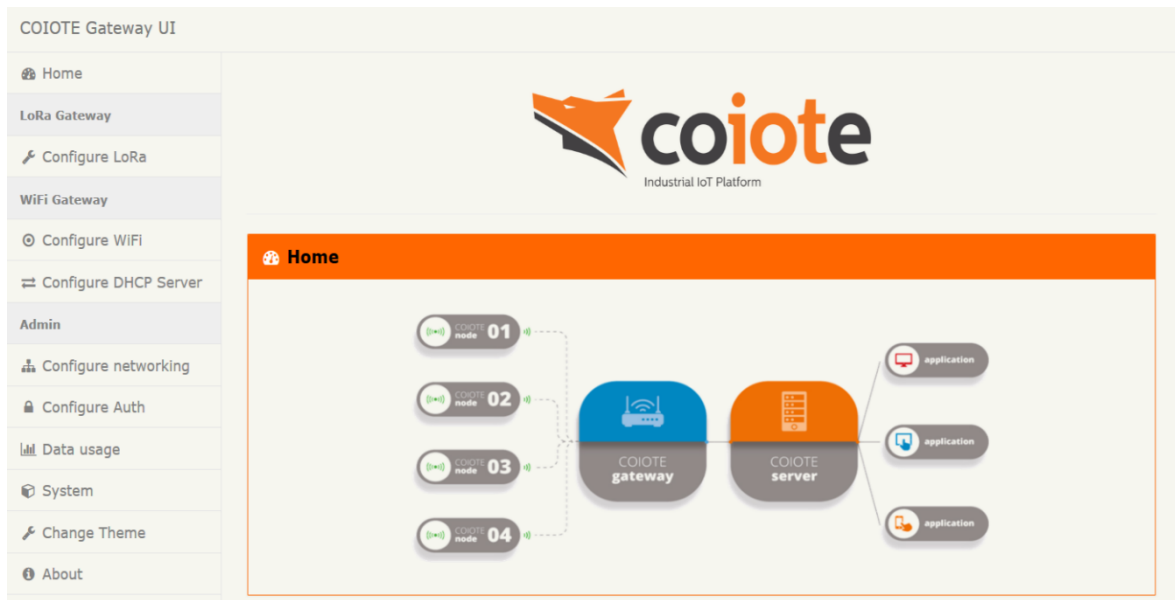 COIOTE Gateway UI
Home
LoRa Gateway
Configure LoRa
WiFi Gateway
Configure WiFi
Configure DHCP Server
Admin
Configure networking
Configure Auth
Data usage
System
Change Theme
About
coiote
Industrial IoT Platform
Home
COIOTE
node 01
COIOTE
node 02
COIOTE
node 03
COIOTE
node 04
COIOTE
gateway
COIOTE
server
application
application
application